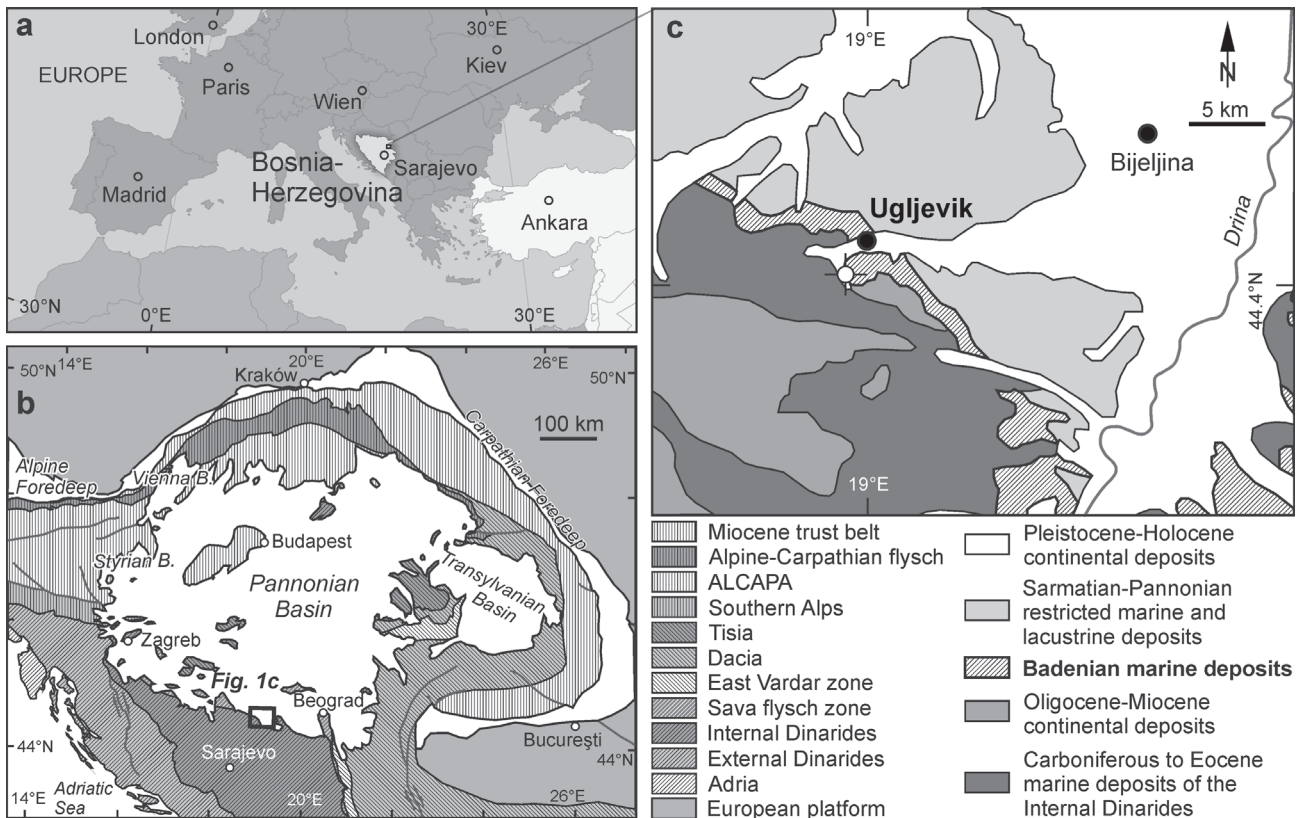 a
London
30°E
EUROPE
Paris
Kiev
Wien
Bosnia-
Herzegovina
Sarajevo
Madrid
Ankara
30°N
0°E
30°E
b
50°N
14°E
20°E
26°E
50°N
Kraków
100 km
Alpine
Foredeep
Vienna B.
Carpathian Foredeep
Styrian B.
Budapest
Pannonian
Basin
Transylvanian
Basin
Zagreb
Fig. 1c
Beograd
44°N
Sarajevo
Bucureşti
44°N
Adriatic
Sea
14°E
20°E
26°E
c
19°E
N
5 km
Bijeljina
Ugljevik
Drina
44.4°N
19°E
Miocene trust belt
Alpine-Carpathian flysch
ALCAPA
Southern Alps
Tisia
Dacia
East Vardar zone
Sava flysch zone
Internal Dinarides
External Dinarides
Adria
European platform
Pleistocene-Holocene
continental deposits
Sarmatian-Pannonian
restricted marine and
lacustrine deposits
Badenian marine deposits
Oligocene-Miocene
continental deposits
Carboniferous to Eocene
marine deposits of the
Internal Dinarides